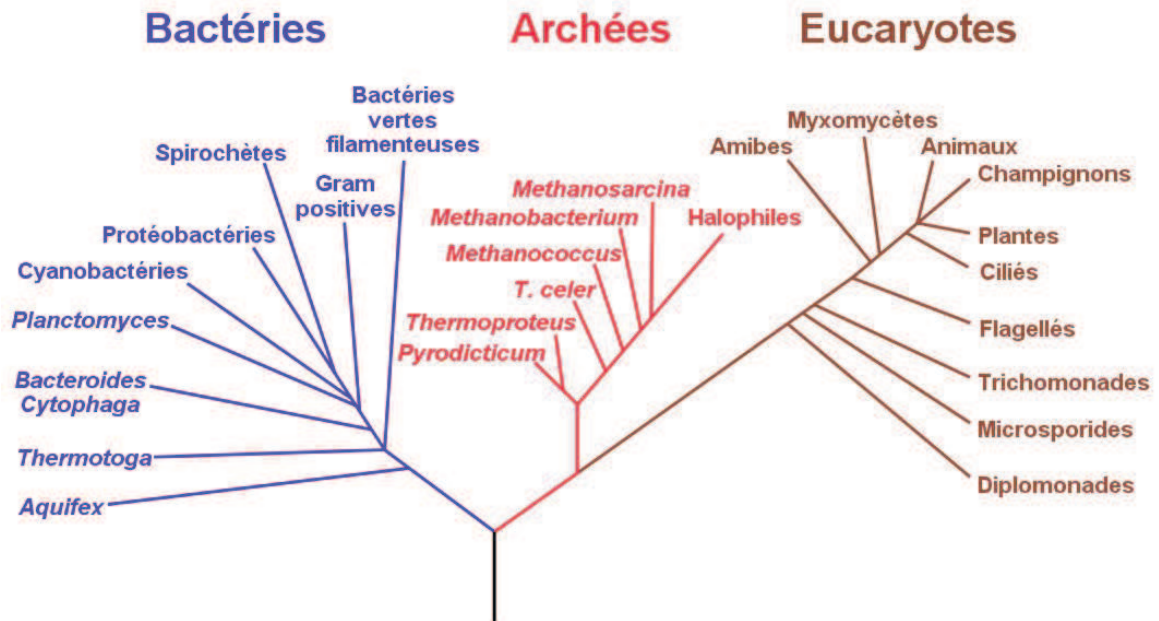 Bactéries
Archées
Eucaryotes
Bactéries
vertes
filamenteuses
Spirochètes
Gram
positives
Protéobactéries
Cyanobactéries
Planctomyces
Bacteroides
Cytophaga
Thermotoga
Aquifex
Methanosarcina
Methanobacterium
Halophiles
Methanococcus
T. celer
Thermoproteus
Pyrodicticum
Myxomycètes
Amibes
Animaux
Champignons
Plantes
Ciliés
Flagellés
Trichomonades
Microsporides
Diplomonades